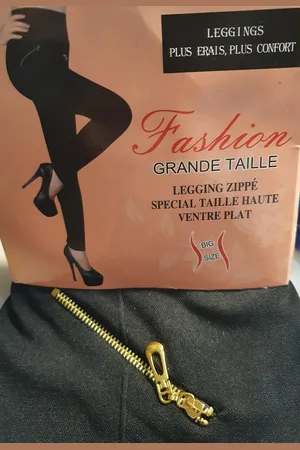 LEGGINGS
PLUS ERAIS, PLUS CONFORT
Fashion
GRANDE TAILLE
LEGGING ZIPPÉ
SPECIAL TAILLE HAUTE
VENTRE PLAT
BIG
SIZE